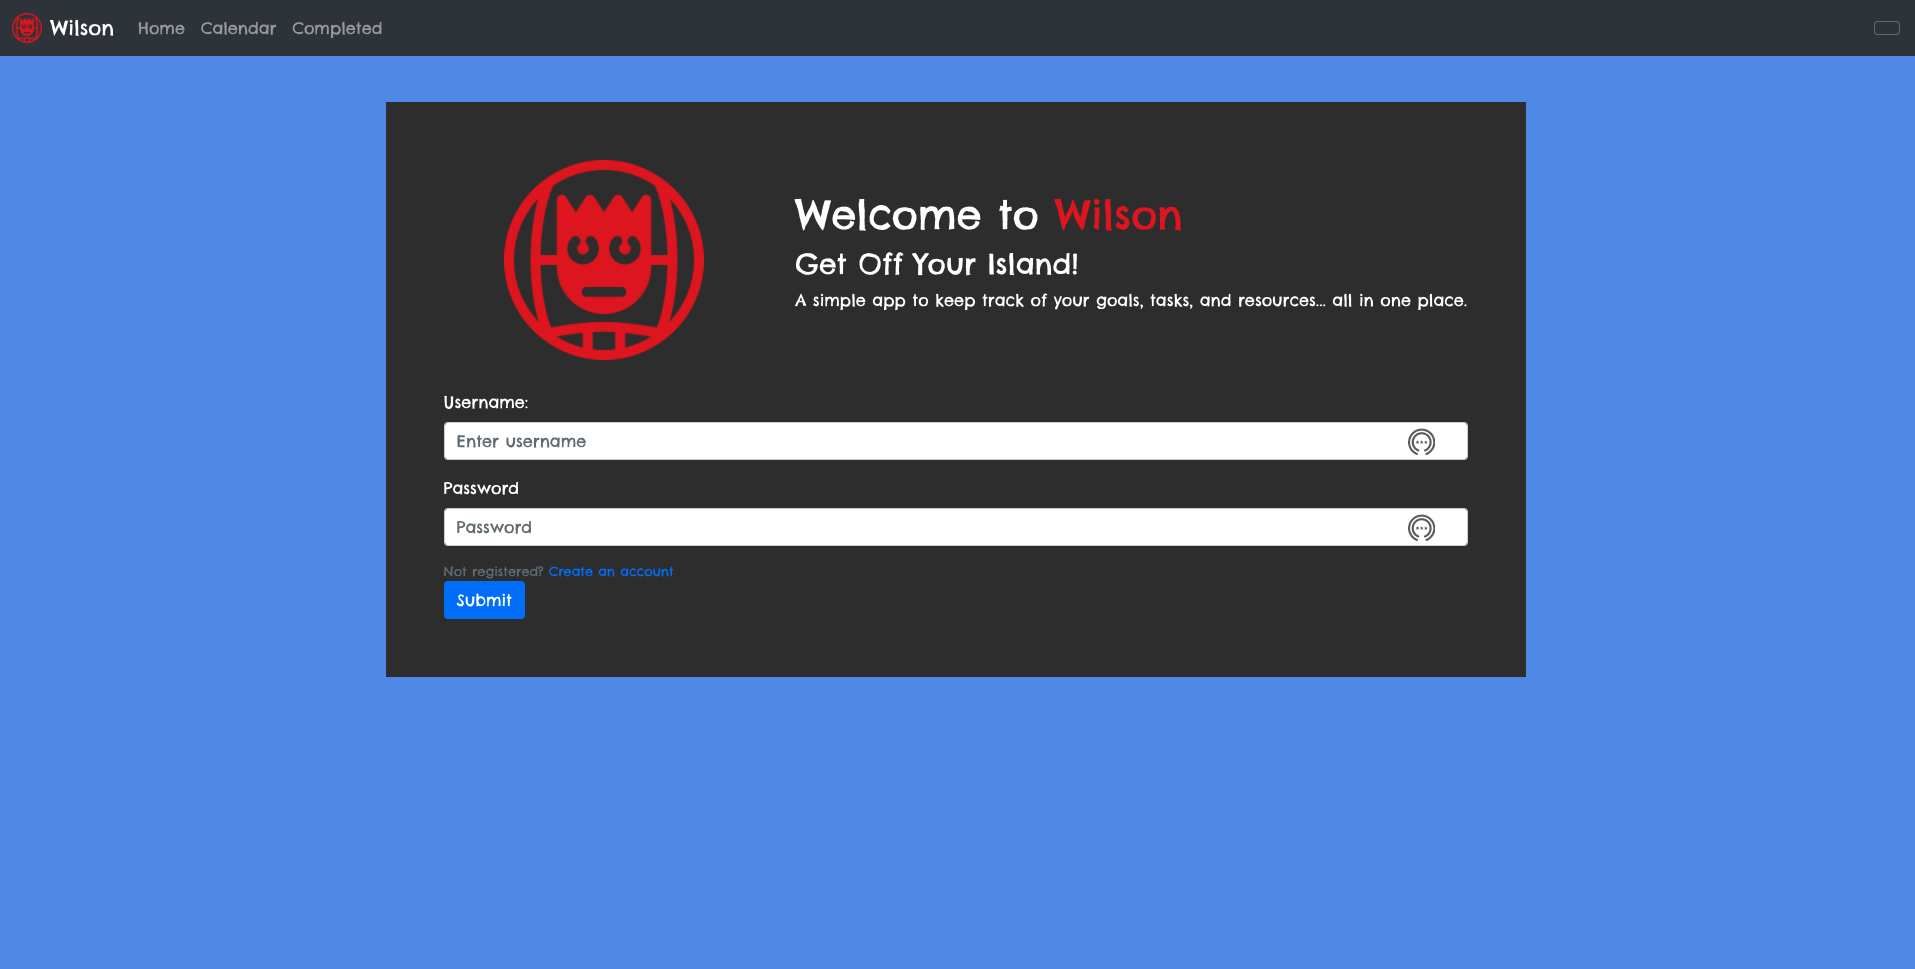 Wilson Home Calendar Completed
Welcome to Wilson
Get Off Your Island!
A simple app to keep track of your goals, tasks, and resources... all in one place.
Username:
Enter username
Password
Password
Not registered? Create an account
Submit